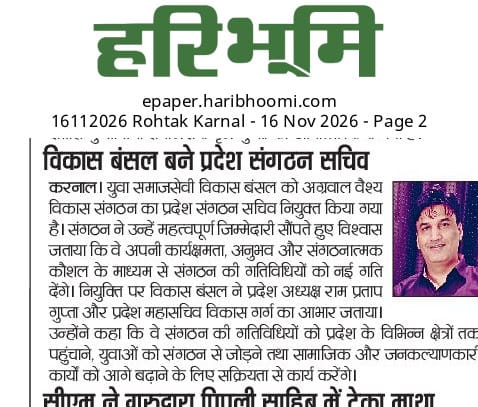 हरिभूमि
epaper.haribhoomi.com
16112026 Rohtak Karnal - 16 Nov 2026 - Page 2
विकास बंसल बने प्रदेश संगठन सचिव
करनाल। युवा समाजसेवी विकास बंसल को अग्रवाल वैश्य
विकास संगठन का प्रदेश संगठन सचिव नियुक्त किया गया
है। संगठन ने उन्हें महत्वपूर्ण जिम्मेदारी सौंपते हुए विश्वास
जताया कि वे अपनी कार्यक्षमता, अनुभव और संगठनात्मक
कौशल के माध्यम से संगठन की गतिविधियों को नई गति
देंगे। नियुक्ति पर विकास बंसल ने प्रदेश अध्यक्ष राम प्रताप
गुप्ता और प्रदेश महासचिव विकास गर्ग का आभार जताया।
उन्होंने कहा कि वे संगठन की गतिविधियों को प्रदेश के विभिन्न क्षेत्रों तक
पहुंचाने, युवाओं को संगठन से जोड़ने तथा सामाजिक और जनकल्याणकारी
कार्यों को आगे बढ़ाने के लिए सक्रियता से कार्य करेंगे।
सीएम ने गुरुद्वारा पिपली साहिब में टेका माथा